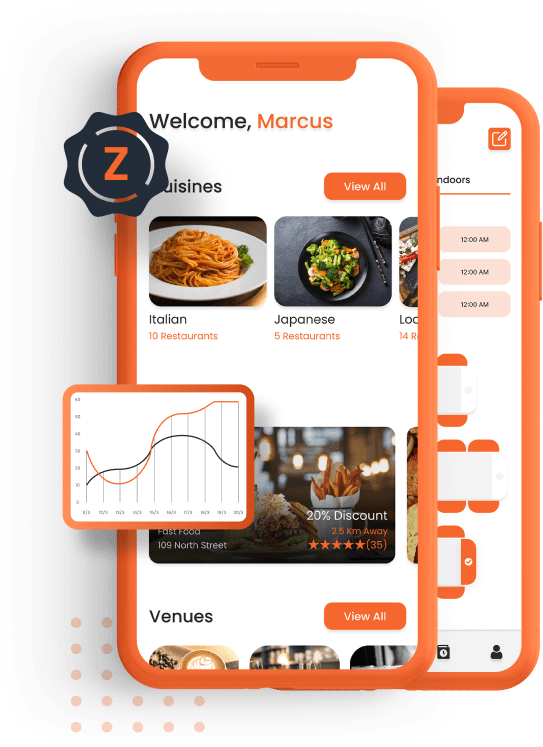 Welcome, Marcus
Z
uisines
View All
Italian
10 Restaurants
Japanese
5 Restaurants
Loc
14 R
ndoors
12:00 AM
12:00 AM
12:00 AM
60
50
40
30
20
10
0
11/3 12/3 13/3 14/3 15/3 16/3 17/3 18/3 19/3 20/3
20% Discount
Fast Food
2.5 Km Away
109 North Street
(35)
Venues
View All